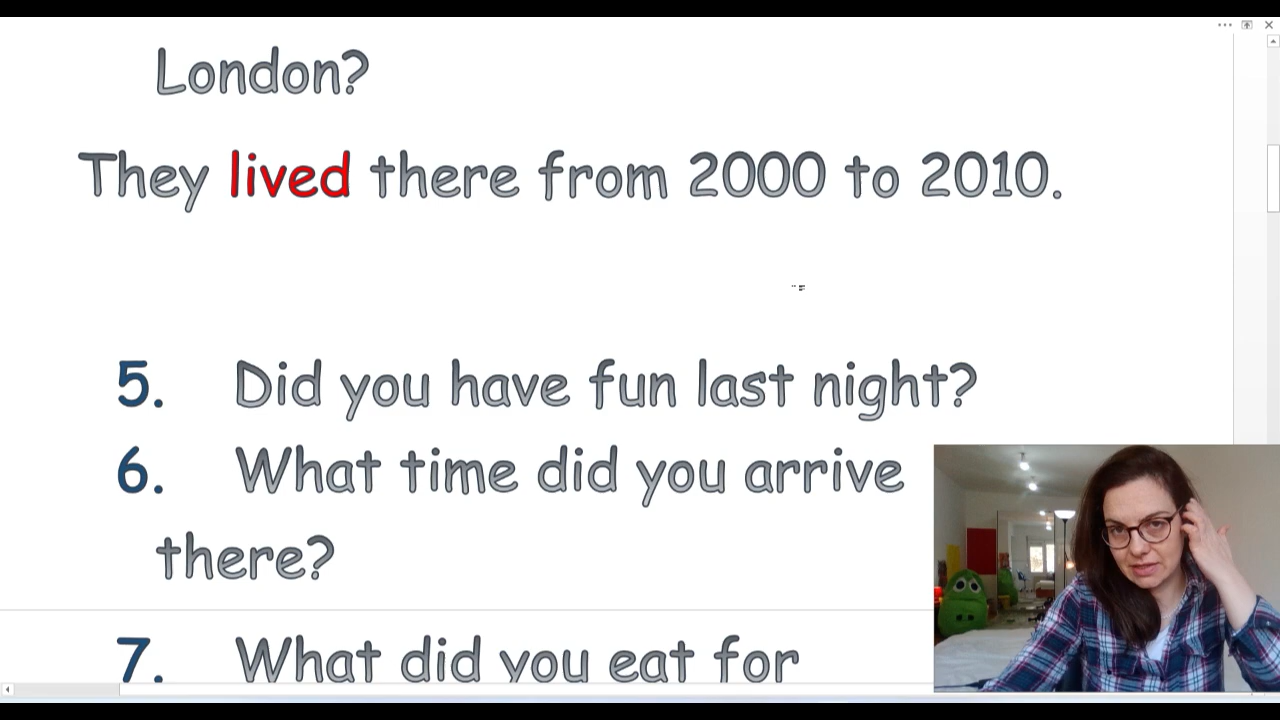 London?
They lived there from 2000 to 2010.
5. Did you have fun last night?
6. What time did you arrive
there?
7. What did you eat for